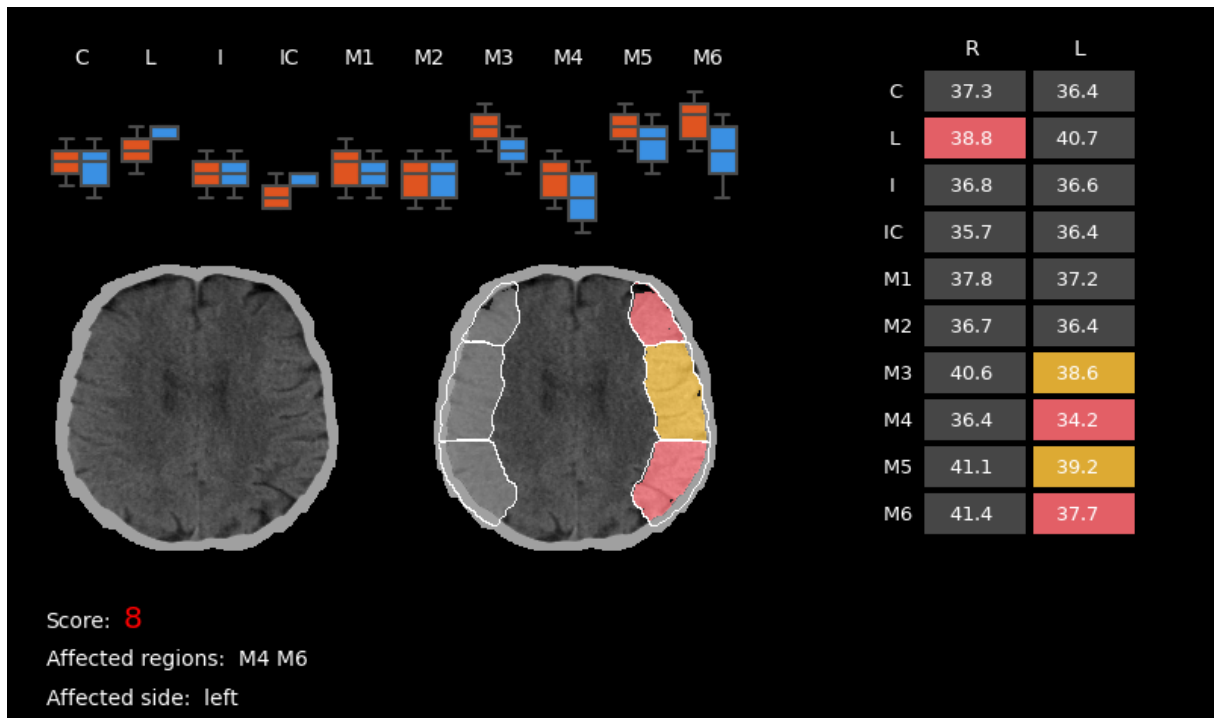 C L I IC M1 M2 M3 M4 M5 M6
R L
C 37.3 36.4
L 38.8 40.7
I 36.8 36.6
IC 35.7 36.4
M1 37.8 37.2
M2 36.7 36.4
M3 40.6 38.6
M4 36.4 34.2
M5 41.1 39.2
M6 41.4 37.7
Score: 8
Affected regions: M4 M6
Affected side: left